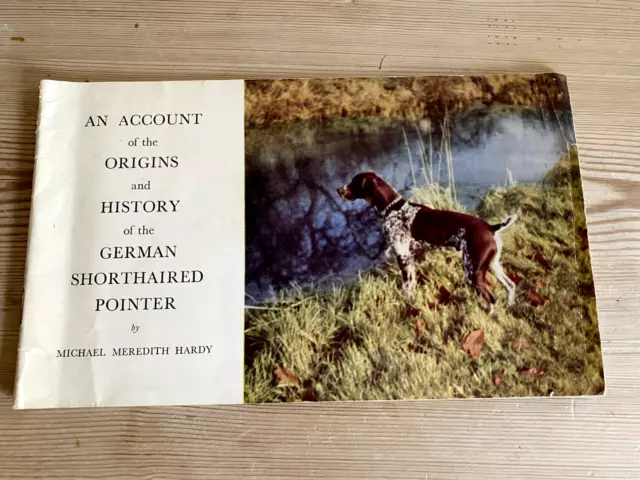 AN ACCOUNT
of the
ORIGINS
and
HISTORY
of the
GERMAN
SHORTHAIRED
POINTER
by
MICHAEL MEREDITH HARDY